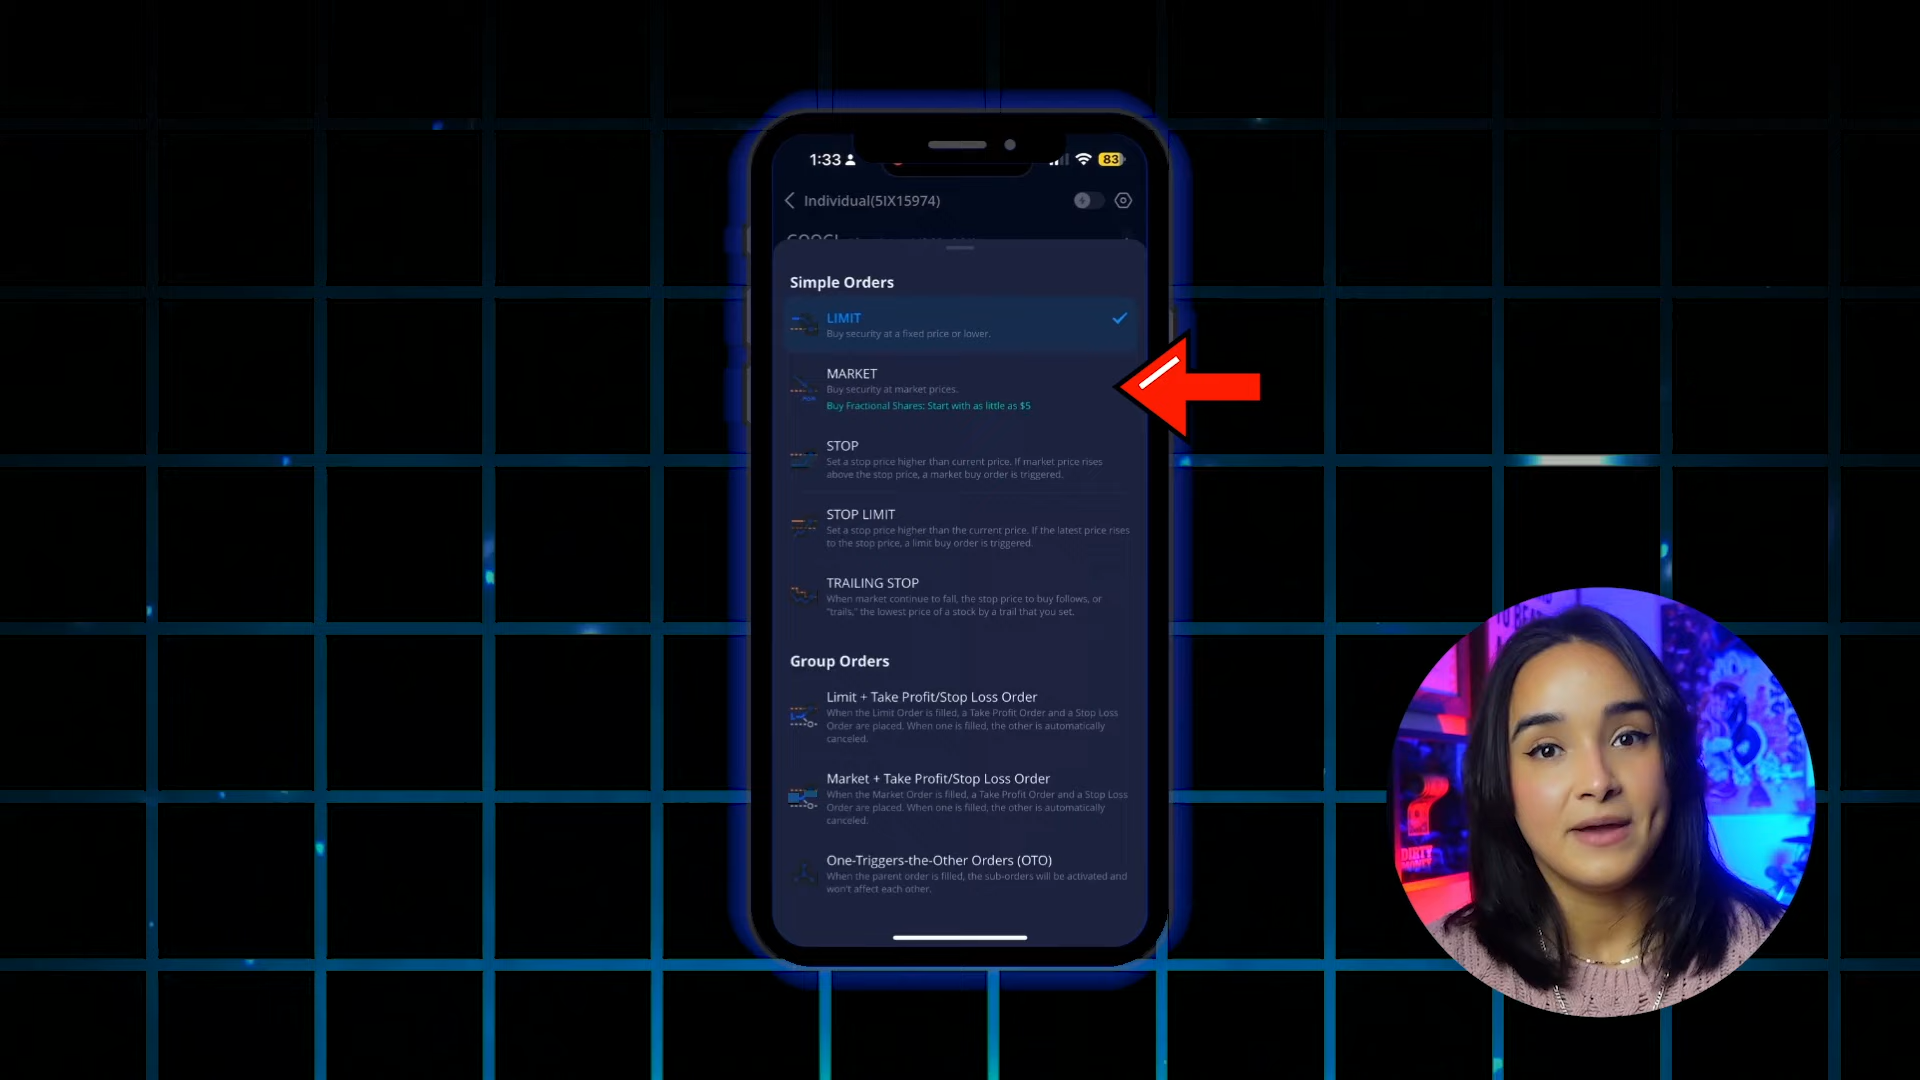 1:33
83
Individual(5IX15974)
GOOGL
Simple Orders
LIMIT
Buy security at a fixed price or lower.
MARKET
Buy security at market prices.
Buy Fractional Shares: Start with as little as $5
STOP
Set a stop price higher than current price. If market price rises
above the stop price, a market buy order is triggered.
STOP LIMIT
Set a stop price higher than the current price. If the latest price rises
to the stop price, a limit buy order is triggered.
TRAILING STOP
When market continue to fall, the stop price to buy follows, or
"trails," the lowest price of a stock by a trail that you set.
Group Orders
Limit + Take Profit/Stop Loss Order
When the Limit Order is filled, a Take Profit Order and a Stop Loss
Order are placed. When one is filled, the other is automatically
canceled.
Market + Take Profit/Stop Loss Order
When the Market Order is filled, a Take Profit Order and a Stop Loss
Order are placed. When one is filled, the other is automatically
canceled.
One-Triggers-the-Other Orders (OTO)
When the parent order is filled, the sub-orders will be activated and
won't affect each other.
DIRTY
MONEY